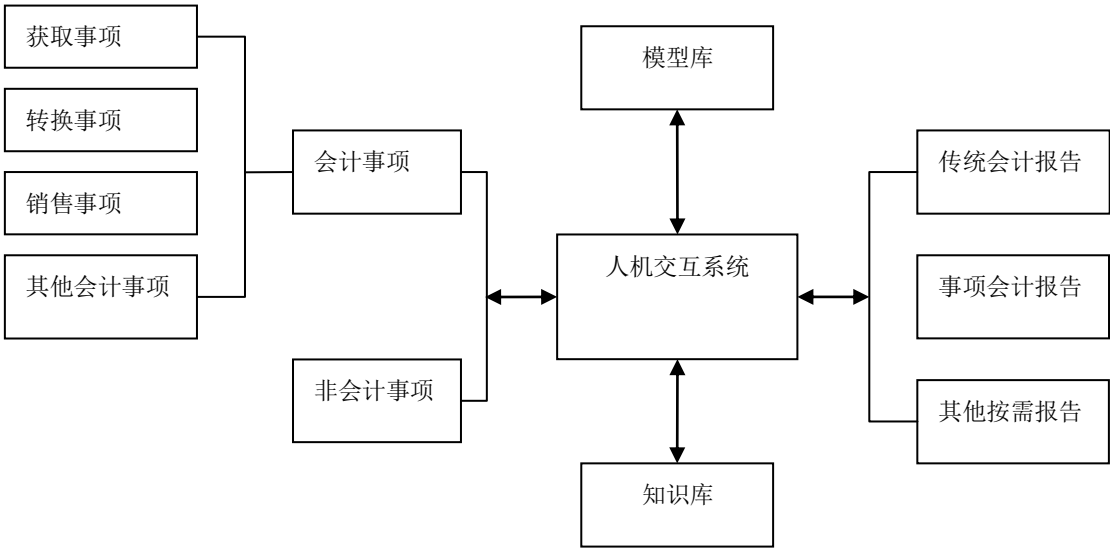 获取事项
转换事项
销售事项
其他会计事项
会计事项
非会计事项
模型库
人机交互系统
知识库
传统会计报告
事项会计报告
其他按需报告